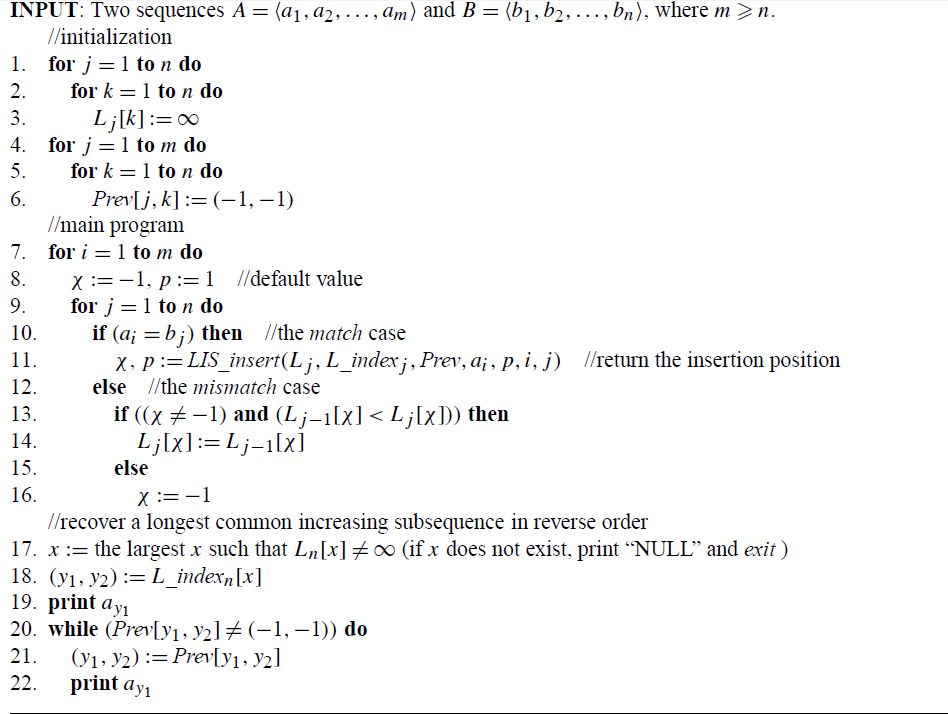 INPUT: Two sequences A = ⟨a₁, a₂, . . . , aₘ⟩ and B = ⟨b₁, b₂, . . . , bₙ⟩, where m ⩾ n.
//initialization
1. for j = 1 to n do
2. for k = 1 to n do
3. Lⱼ[k] := ∞
4. for j = 1 to m do
5. for k = 1 to n do
6. Prev[j, k] := (−1, −1)
//main program
7. for i = 1 to m do
8. χ := −1, p := 1 //default value
9. for j = 1 to n do
10. if (aᵢ = bⱼ) then //the match case
11. χ, p := LIS_insert(Lⱼ, L_indexⱼ, Prev, aᵢ, p, i, j) //return the insertion position
12. else //the mismatch case
13. if ((χ ≠ −1) and (Lⱼ₋₁[χ] < Lⱼ[χ])) then
14. Lⱼ[χ] := Lⱼ₋₁[χ]
15. else
16. χ := −1
//recover a longest common increasing subsequence in reverse order
17. x := the largest x such that Lₙ[x] ≠ ∞ (if x does not exist, print “NULL” and exit )
18. (y₁, y₂) := L_indexₙ[x]
19. print a_y₁
20. while (Prev[y₁, y₂] ≠ (−1, −1)) do
21. (y₁, y₂) := Prev[y₁, y₂]
22. print a_y₁